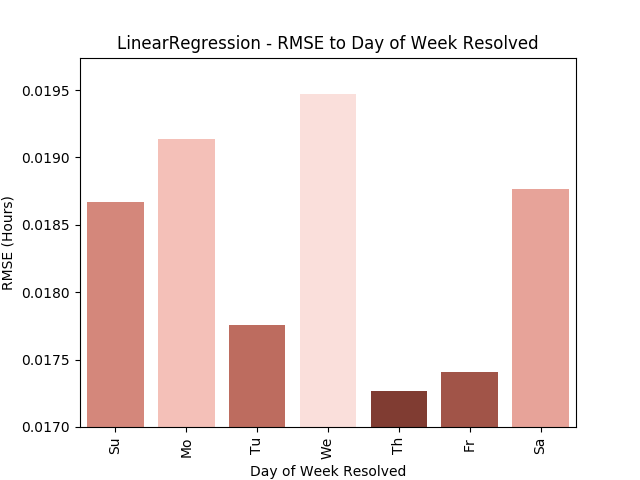 LinearRegression - RMSE to Day of Week Resolved
0.0195
0.0190
0.0185
0.0180
0.0175
0.0170
RMSE (Hours)
Su
Mo
Tu
We
Th
Fr
Sa
Day of Week Resolved